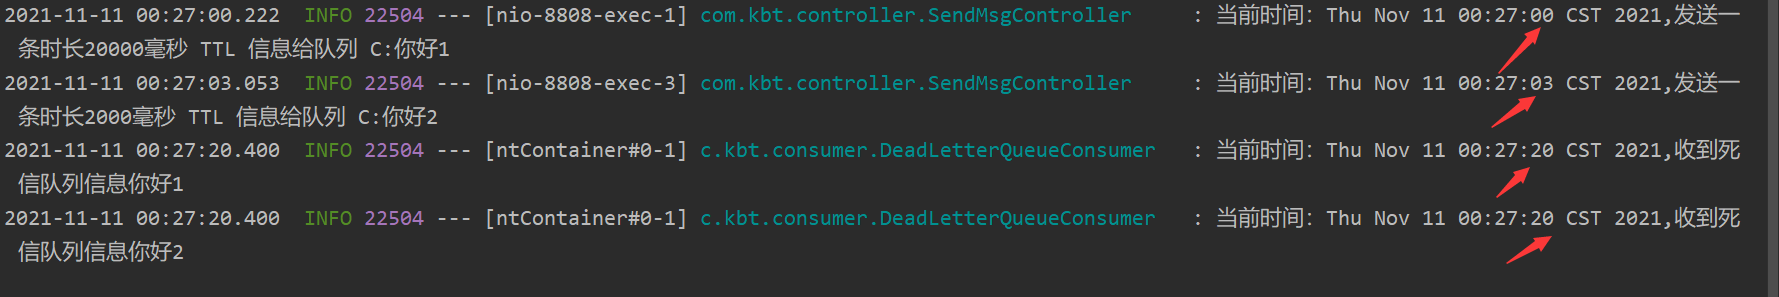 2021-11-11 00:27:00.222  INFO 22504 --- [nio-8808-exec-1] com.kbt.controller.SendMsgController     : 当前时间：Thu Nov 11 00:27:00 CST 2021,发送一
条时长20000毫秒 TTL 信息给队列 C:你好1
2021-11-11 00:27:03.053  INFO 22504 --- [nio-8808-exec-3] com.kbt.controller.SendMsgController     : 当前时间：Thu Nov 11 00:27:03 CST 2021,发送一
条时长2000毫秒 TTL 信息给队列 C:你好2
2021-11-11 00:27:20.400  INFO 22504 --- [ntContainer#0-1] c.kbt.consumer.DeadLetterQueueConsumer   : 当前时间：Thu Nov 11 00:27:20 CST 2021,收到死
信队列信息你好1
2021-11-11 00:27:20.400  INFO 22504 --- [ntContainer#0-1] c.kbt.consumer.DeadLetterQueueConsumer   : 当前时间：Thu Nov 11 00:27:20 CST 2021,收到死
信队列信息你好2